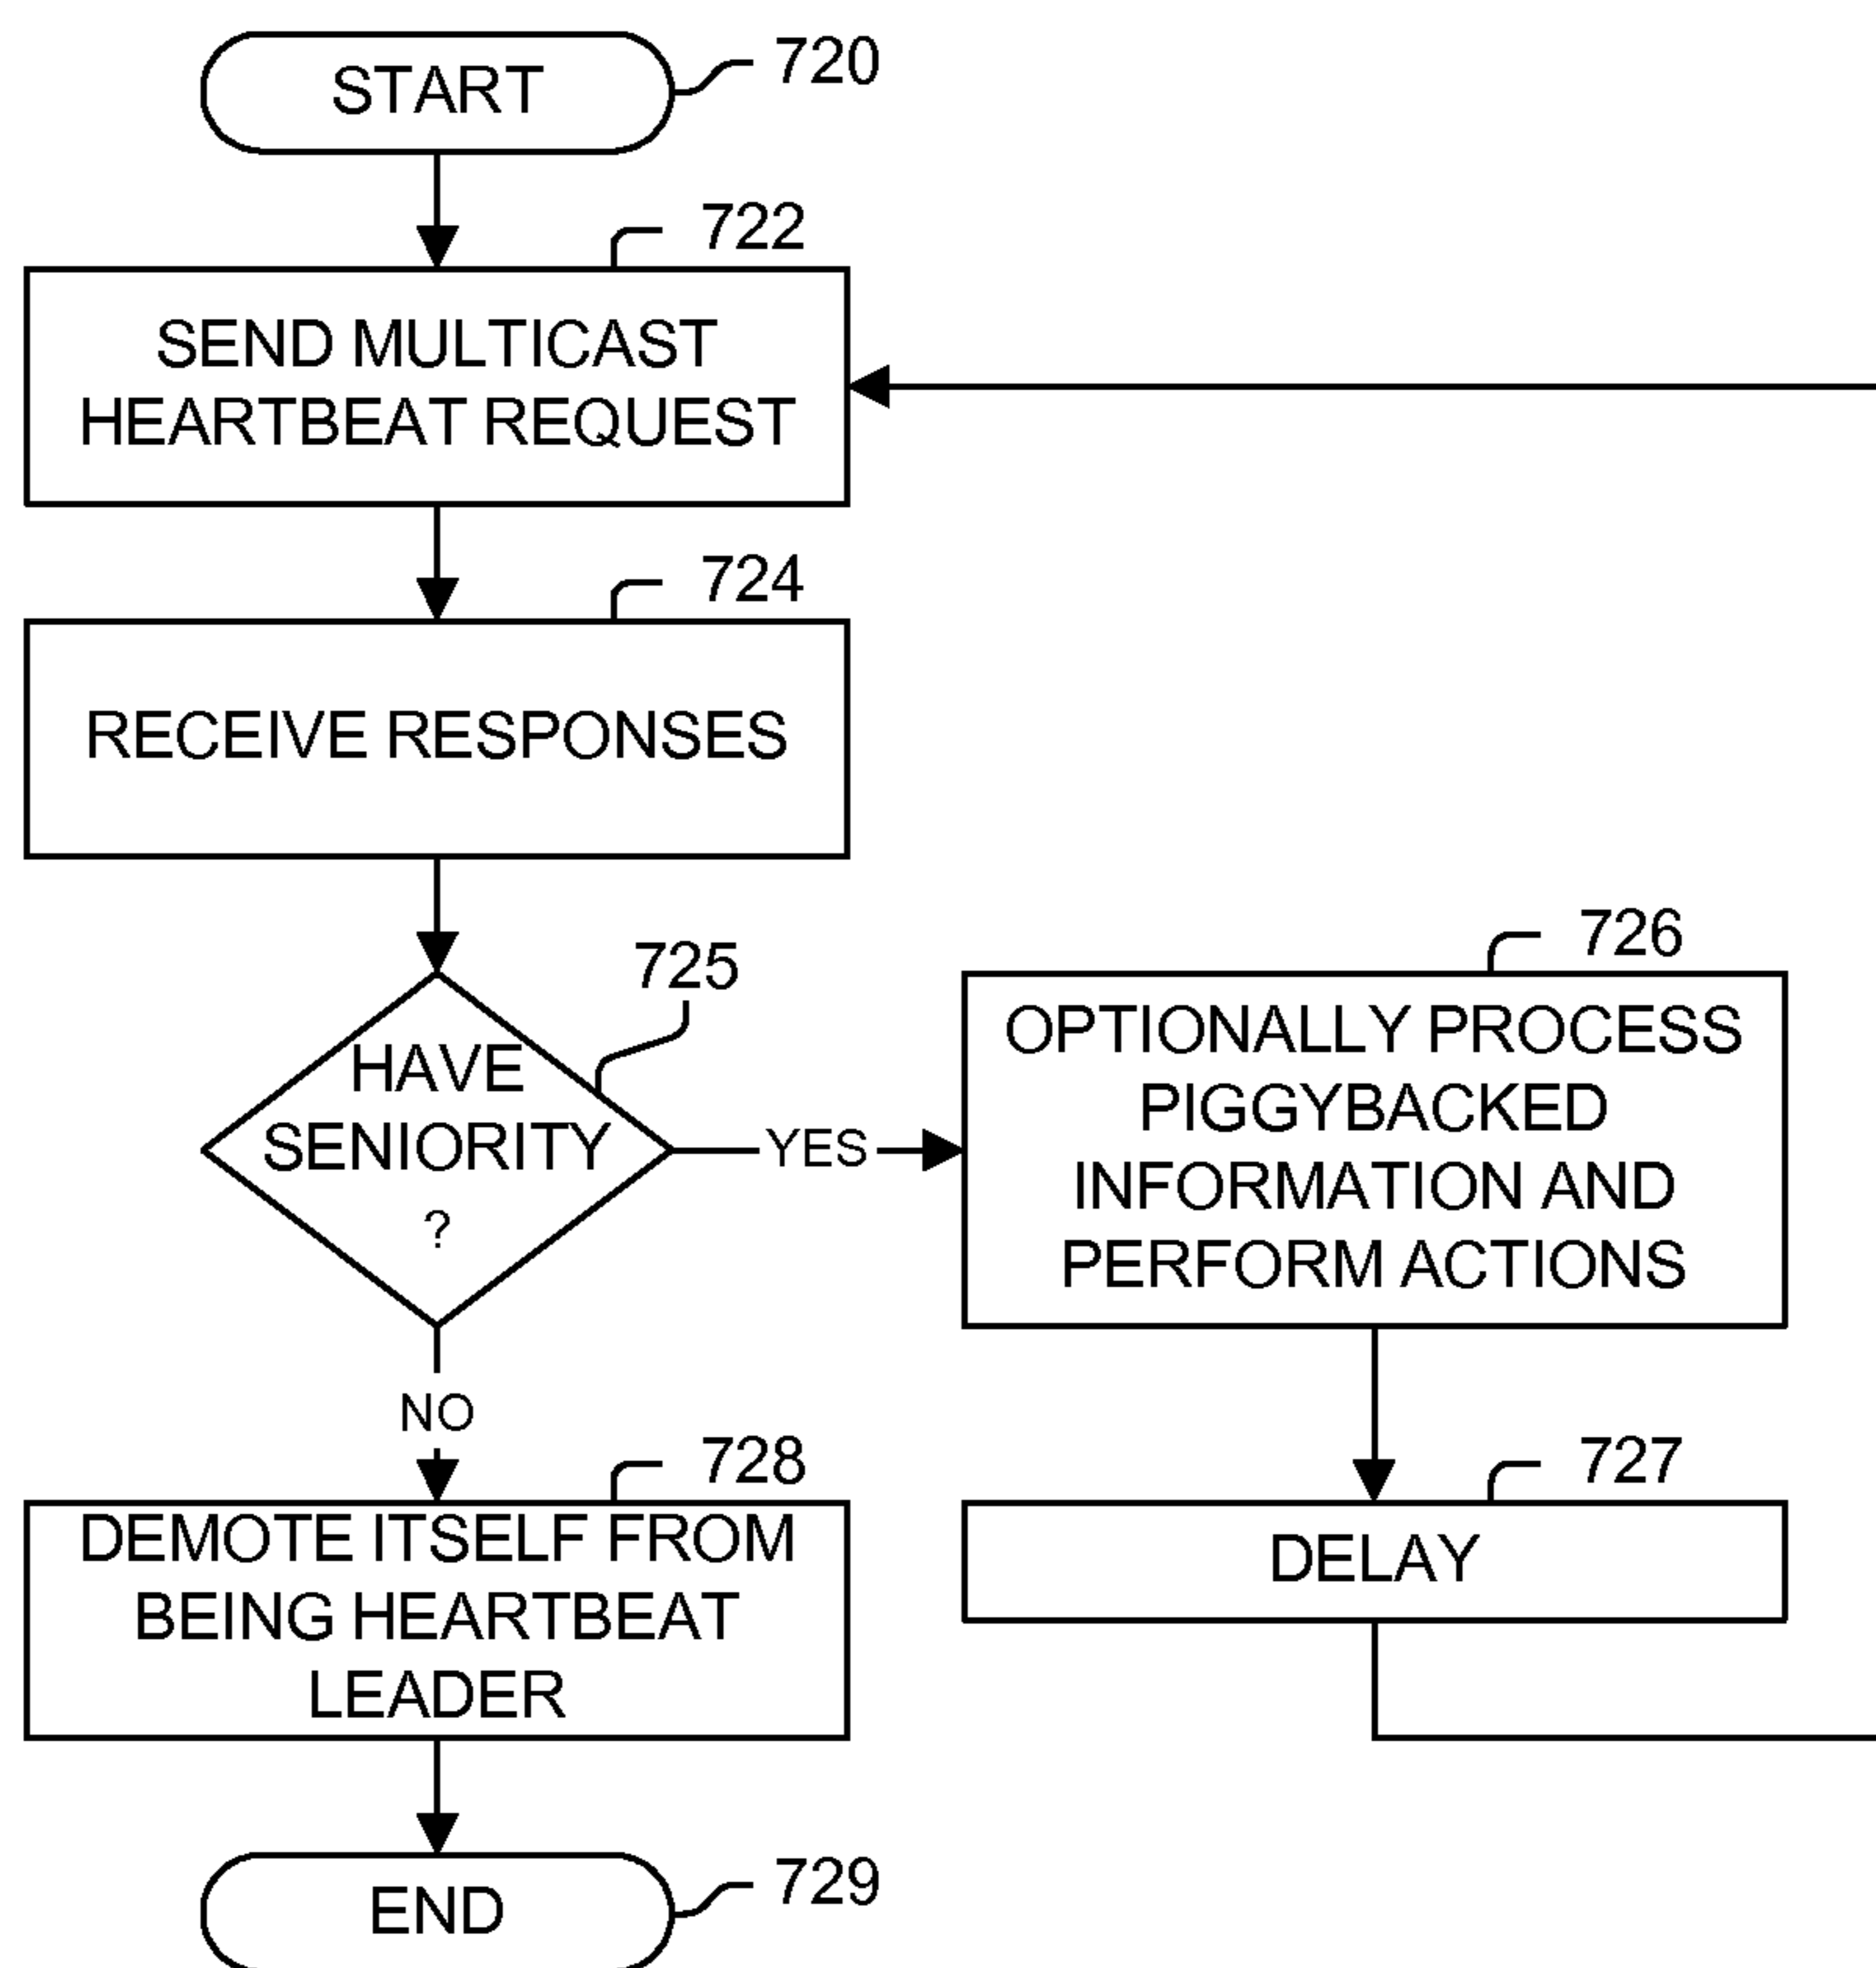 START
720
722
SEND MULTICAST
HEARTBEAT REQUEST
724
RECEIVE RESPONSES
725
HAVE
SENIORITY
?
YES
726
OPTIONALLY PROCESS
PIGGYBACKED
INFORMATION AND
PERFORM ACTIONS
NO
728
DEMOTE ITSELF FROM
BEING HEARTBEAT
LEADER
727
DELAY
END
729